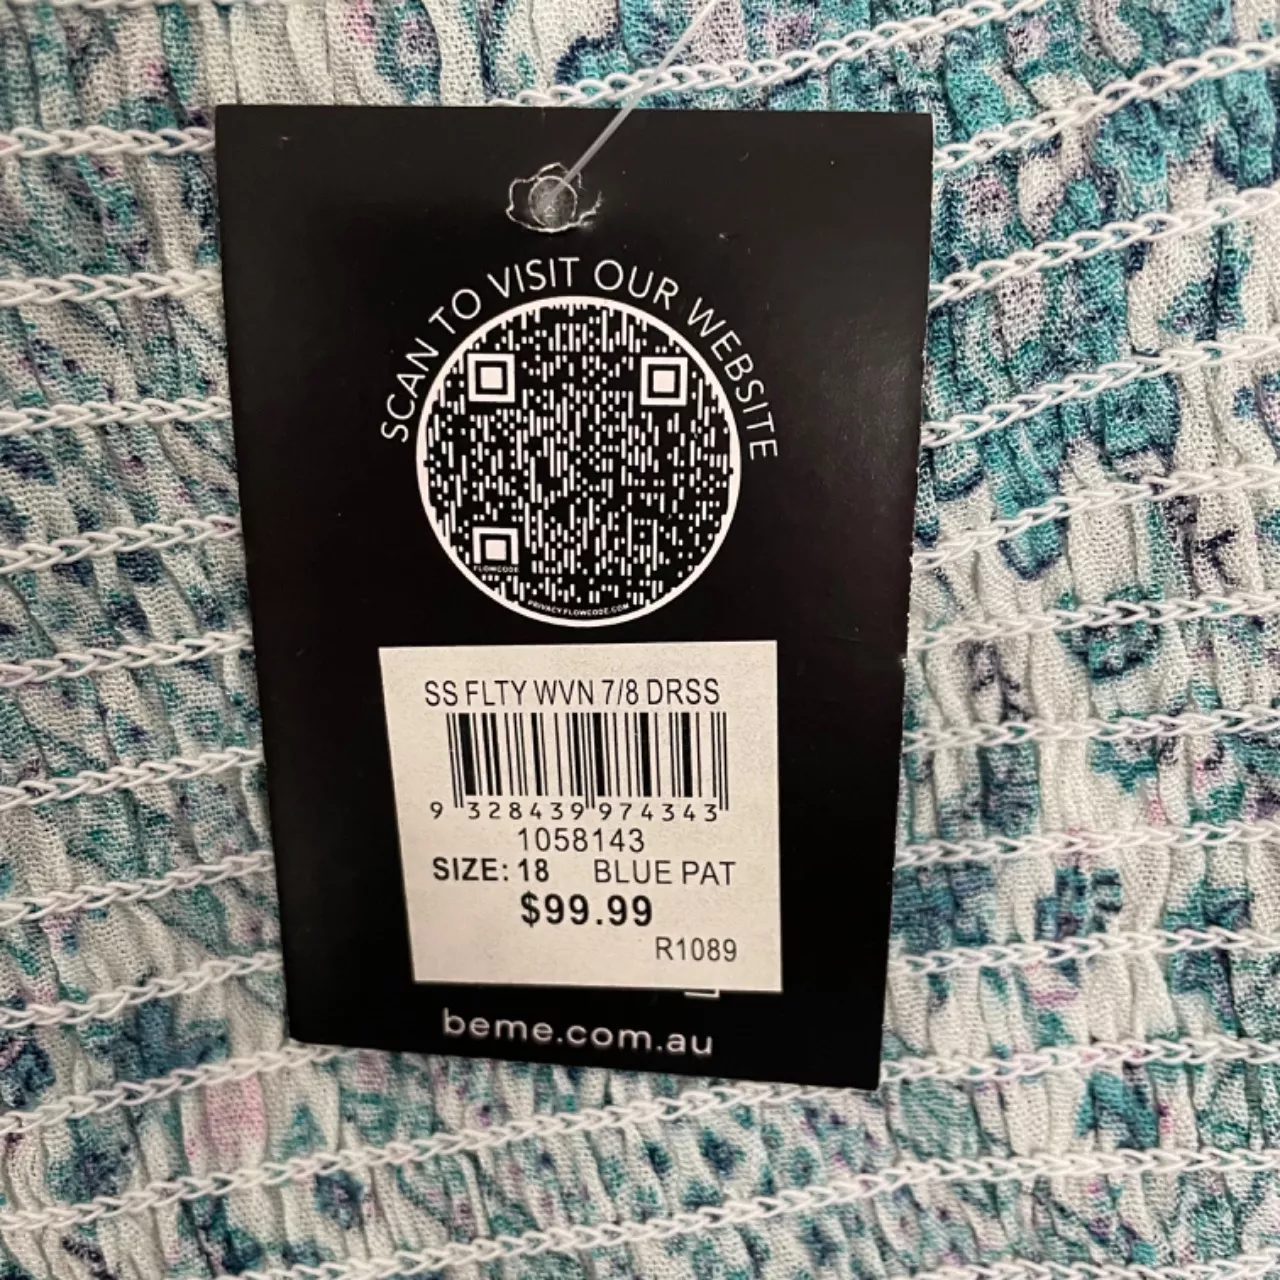 SCAN TO VISIT OUR WEBSITE
FLOWCODE
PRIVACY.FLOWCODE.COM
SS FLTY WVN 7/8 DRSS
9 328439 974343
1058143
SIZE: 18 BLUE PAT
$99.99
R1089
beme.com.au